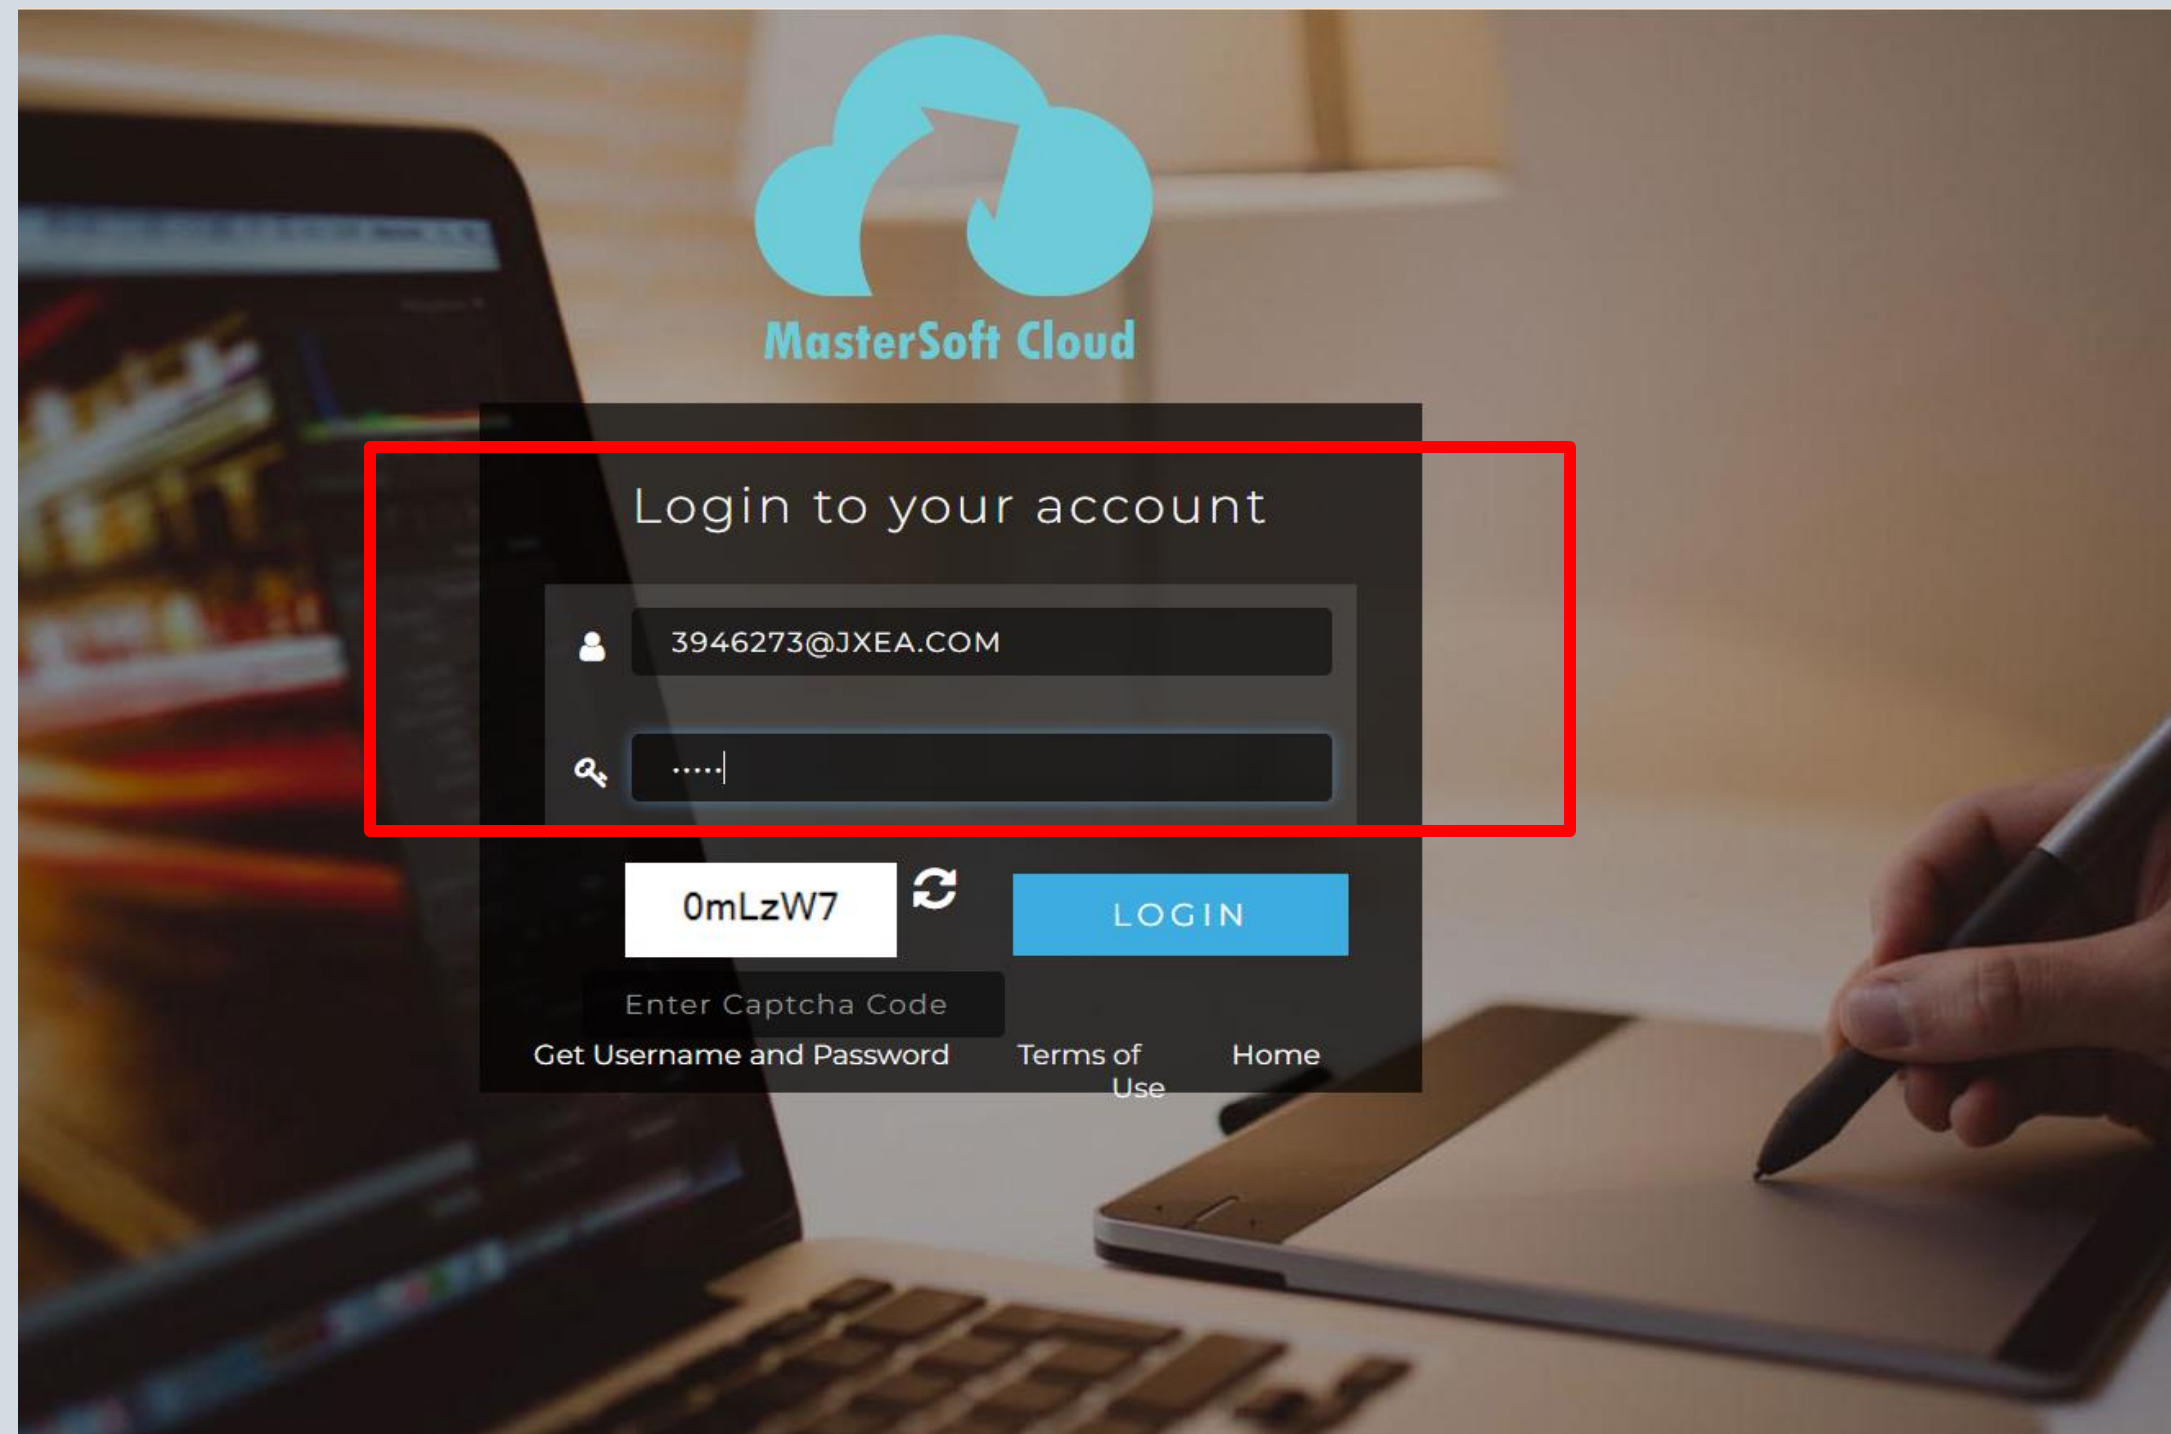 MasterSoft Cloud
Login to your account
3946273@JXEA.COM
.....
0mLzW7
LOGIN
Enter Captcha Code
Get Username and Password Terms of Use Home